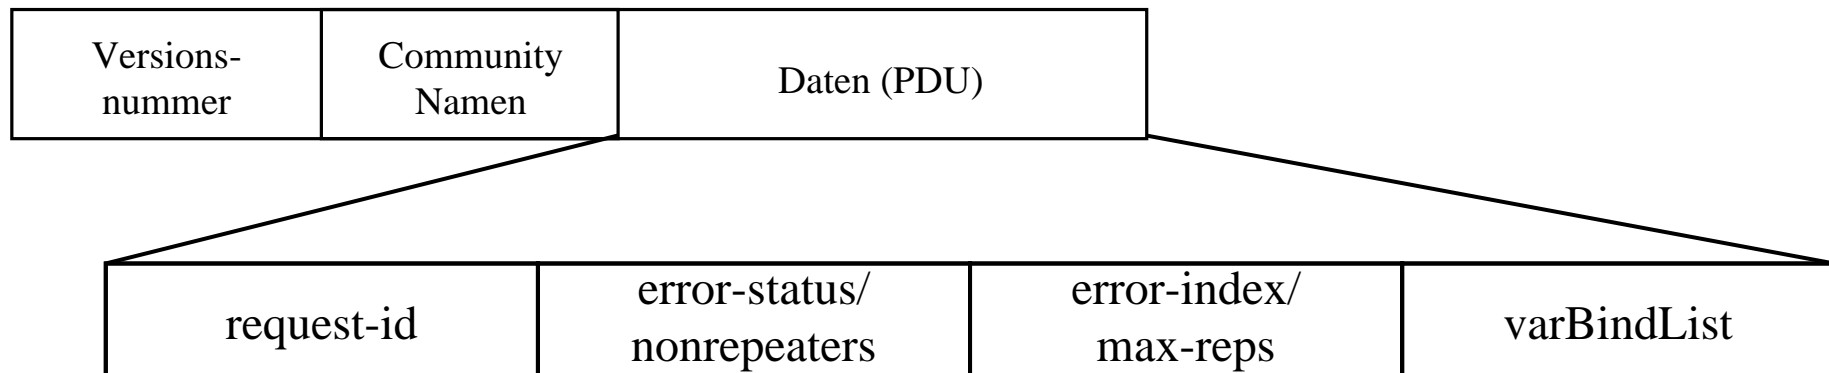 Versions-
nummer
Community
Namen
Daten (PDU)
request-id
error-status/
nonrepeaters
error-index/
max-reps
varBindList